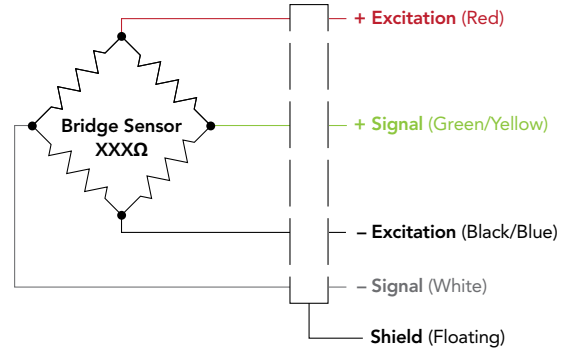 + Excitation (Red)
Bridge Sensor
XXXΩ
+ Signal (Green/Yellow)
– Excitation (Black/Blue)
– Signal (White)
Shield (Floating)